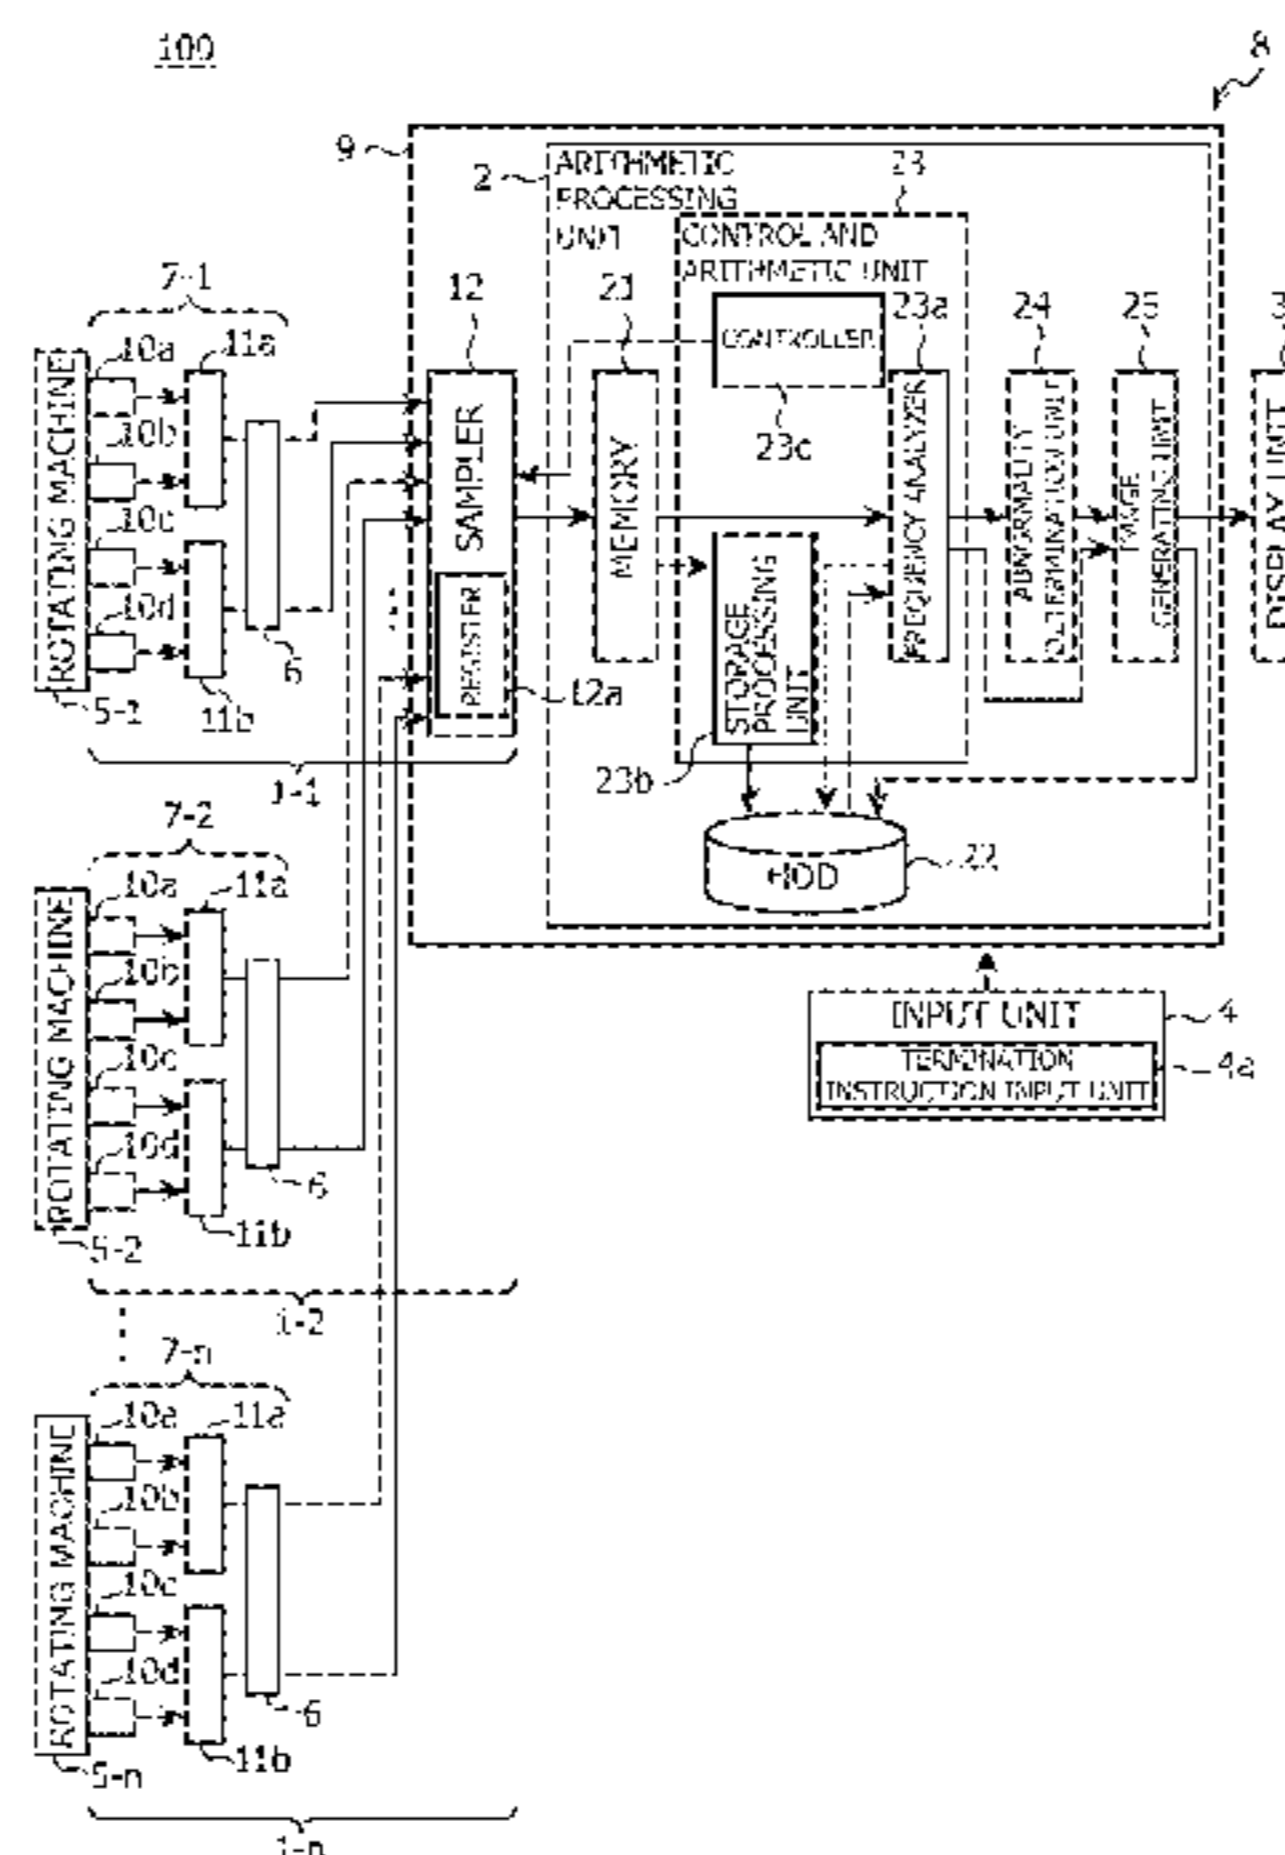 100
8
9
2
ARITHMETIC
PROCESSING
UNIT
23
CONTROL AND
ARITHMETIC UNIT
7-1
12
21
23a
24
25
3
10a
11a
10b
10c
10d
ROTATING MACHINE
SAMPLER
REGISTER
MEMORY
CONTROLLER
23c
STORAGE
PROCESSING
UNIT
FREQUENCY ANALYZER
ABNORMALITY
DETERMINATION UNIT
IMAGE
GENERATING UNIT
DISPLAY UNIT
6
12a
5-1
11b
1-1
23b
HDD
22
7-2
10a
11a
10b
10c
10d
ROTATING MACHINE
6
11b
5-2
1-2
INPUT UNIT
4
TERMINATION
INSTRUCTION INPUT UNIT
4a
7-n
10a
11a
10b
10c
10d
ROTATING MACHINE
6
11b
5-n
1-n